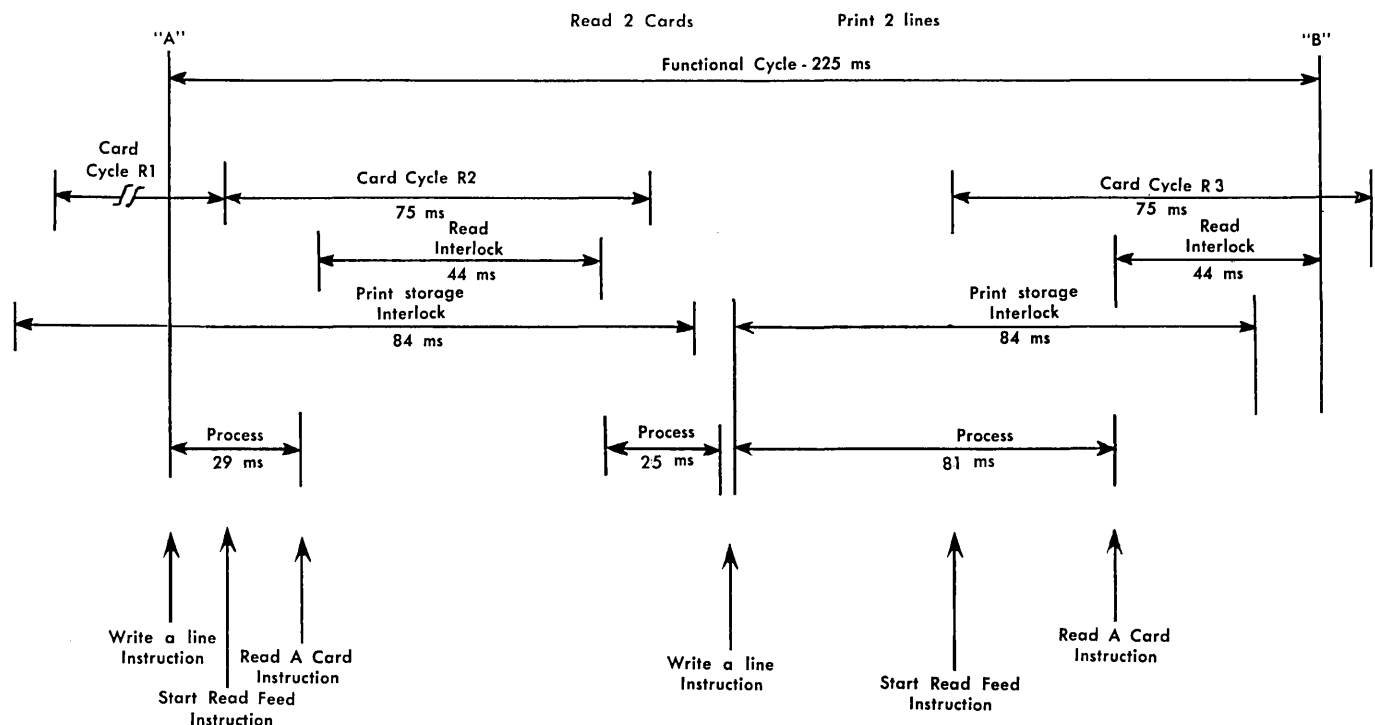 Read 2 Cards Print 2 lines
"A" "B"
Functional Cycle - 225 ms
Card
Cycle R1
Card Cycle R2
75 ms
Card Cycle R 3
75 ms
Read
Interlock
44 ms
Read
Interlock
44 ms
Print storage
Interlock
84 ms
Print storage
Interlock
84 ms
Process
29 ms
Process
25 ms
Process
81 ms
Write a line
Instruction
Start Read Feed
Instruction
Read A Card
Instruction
Write a line
Instruction
Start Read Feed
Instruction
Read A Card
Instruction